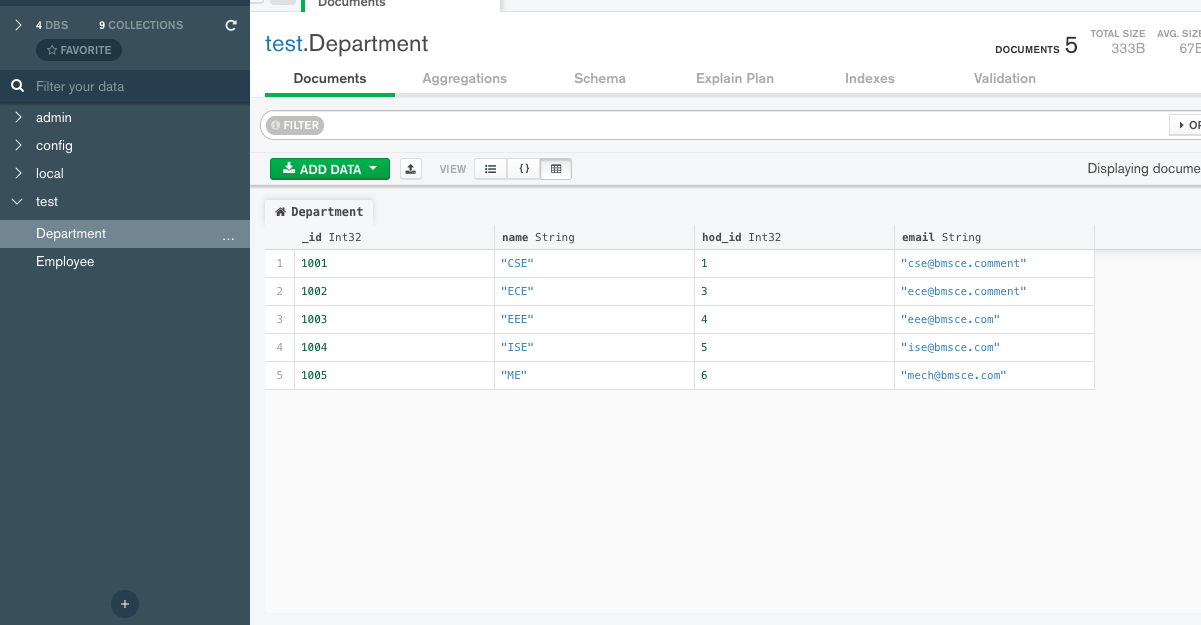 Documents
4 DBS 9 COLLECTIONS
FAVORITE
Filter your data
admin
config
local
test
Department ...
Employee
+
test.Department
DOCUMENTS 5
TOTAL SIZE
333B
AVG. SIZE
Documents Aggregations Schema Explain Plan Indexes Validation
FILTER
ADD DATA VIEW {}
Displaying
Department
_id Int32 name String hod_id Int32 email String
1 1001 "CSE" 1 "cse@bmsce.comment"
2 1002 "ECE" 3 "ece@bmsce.comment"
3 1003 "EEE" 4 "eee@bmsce.com"
4 1004 "ISE" 5 "ise@bmsce.com"
5 1005 "ME" 6 "mech@bmsce.com"